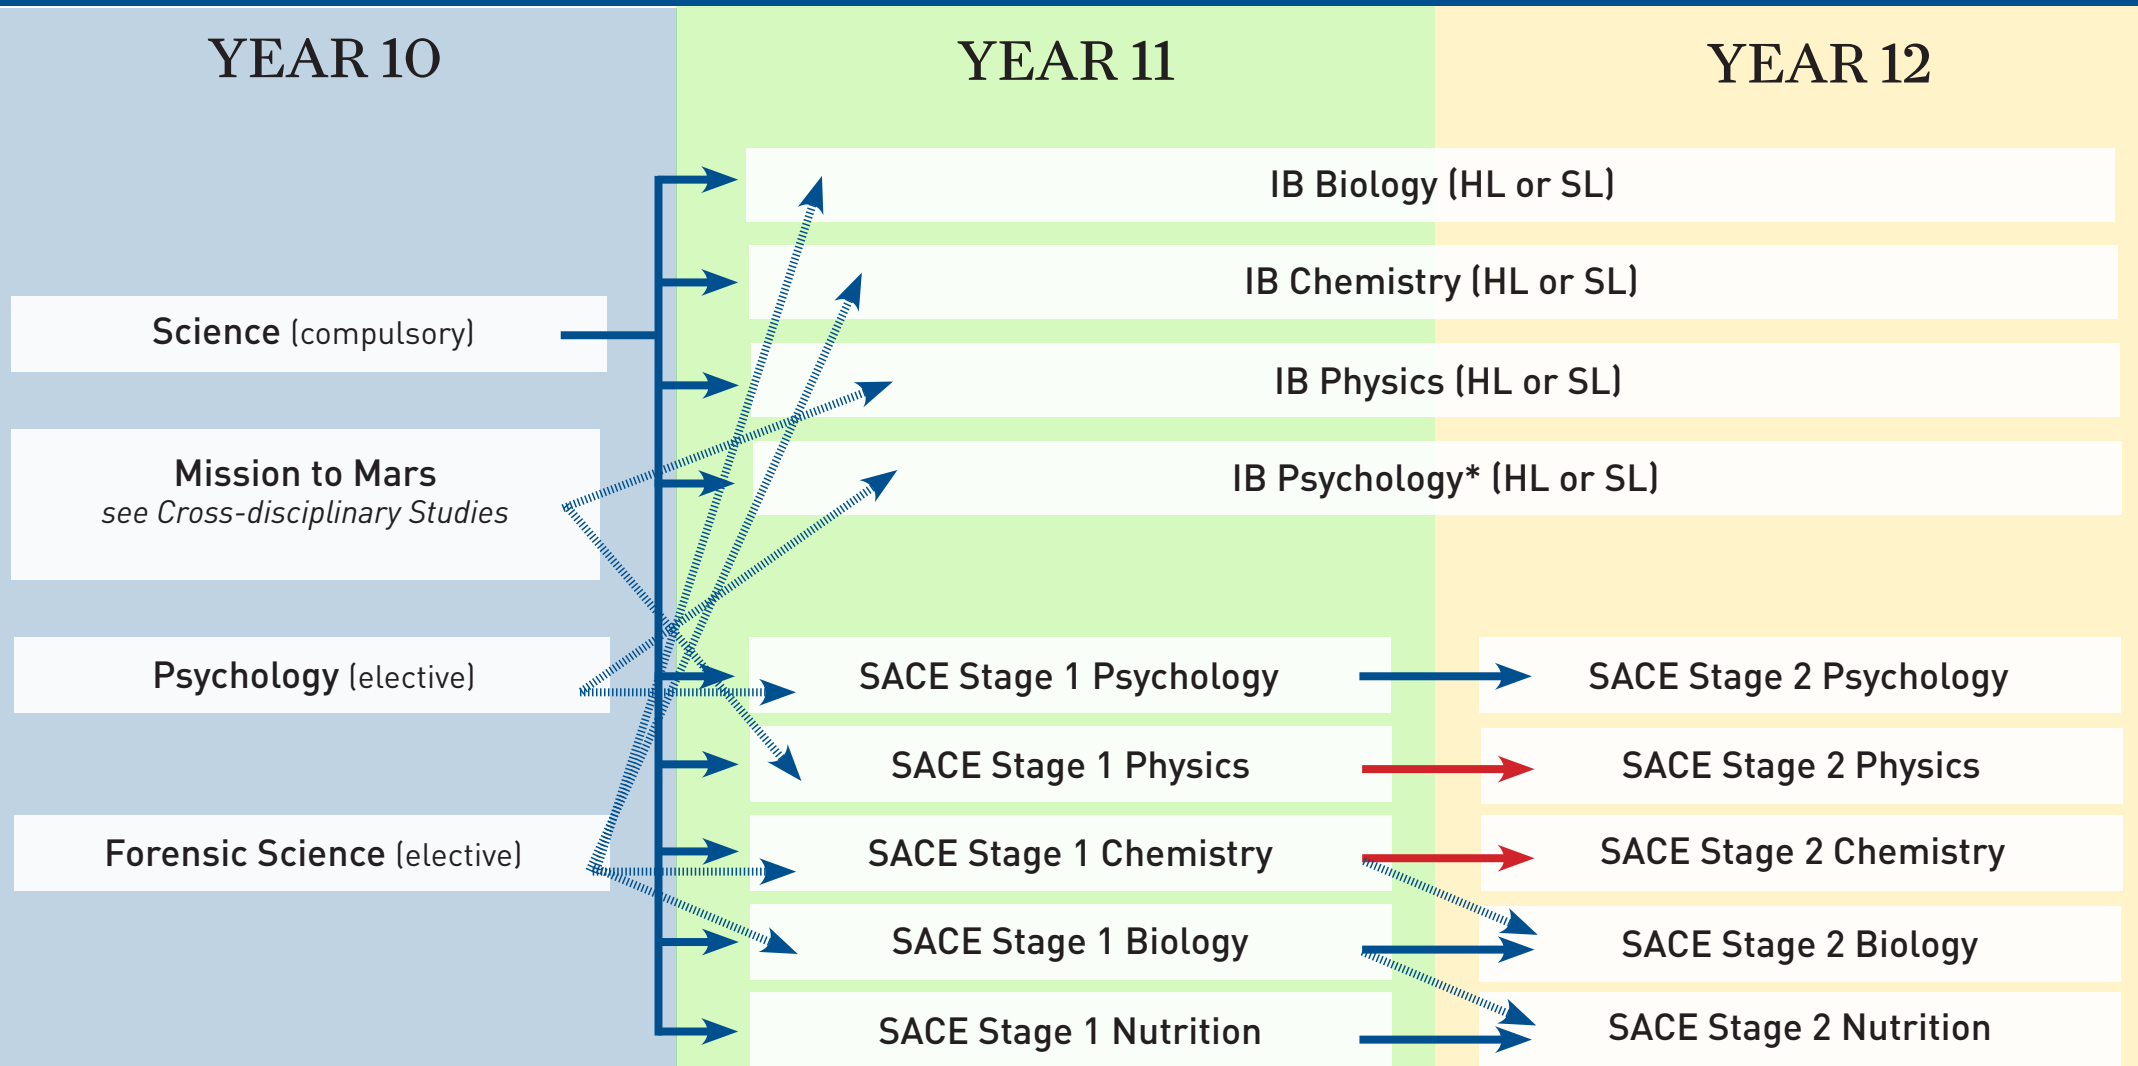 YEAR 10
YEAR 11
YEAR 12
IB Biology (HL or SL)
IB Chemistry (HL or SL)
Science (compulsory)
IB Physics (HL or SL)
Mission to Mars
see Cross-disciplinary Studies
IB Psychology* (HL or SL)
Psychology (elective)
SACE Stage 1 Psychology
SACE Stage 2 Psychology
SACE Stage 1 Physics
SACE Stage 2 Physics
Forensic Science (elective)
SACE Stage 1 Chemistry
SACE Stage 2 Chemistry
SACE Stage 1 Biology
SACE Stage 2 Biology
SACE Stage 1 Nutrition
SACE Stage 2 Nutrition